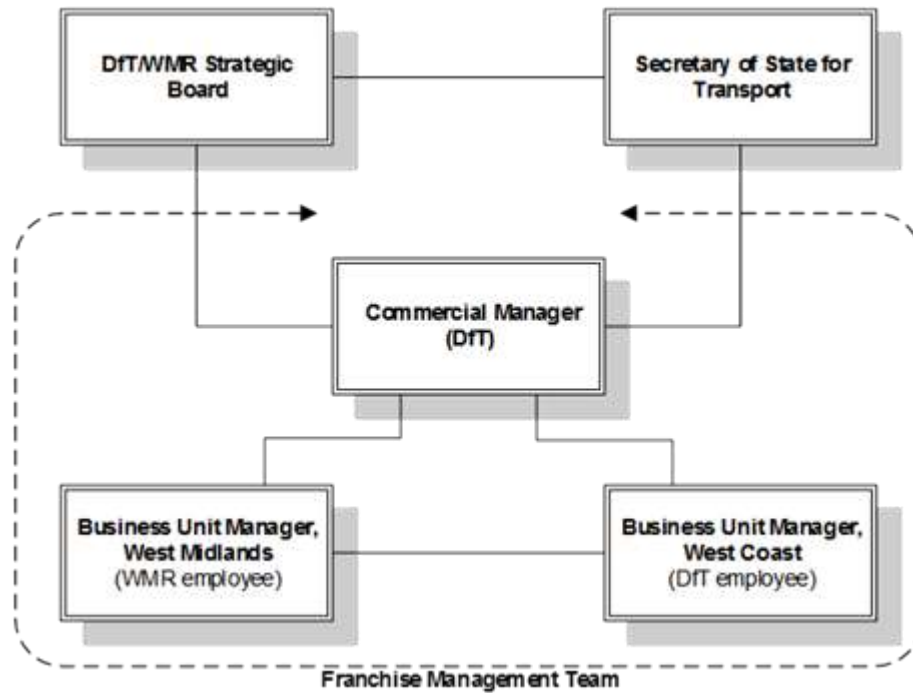 DfT/WMR Strategic
Board
Secretary of State for
Transport
Commercial Manager
(DfT)
Business Unit Manager,
West Midlands
(WMR employee)
Business Unit Manager,
West Coast
(DfT employee)
Franchise Management Team